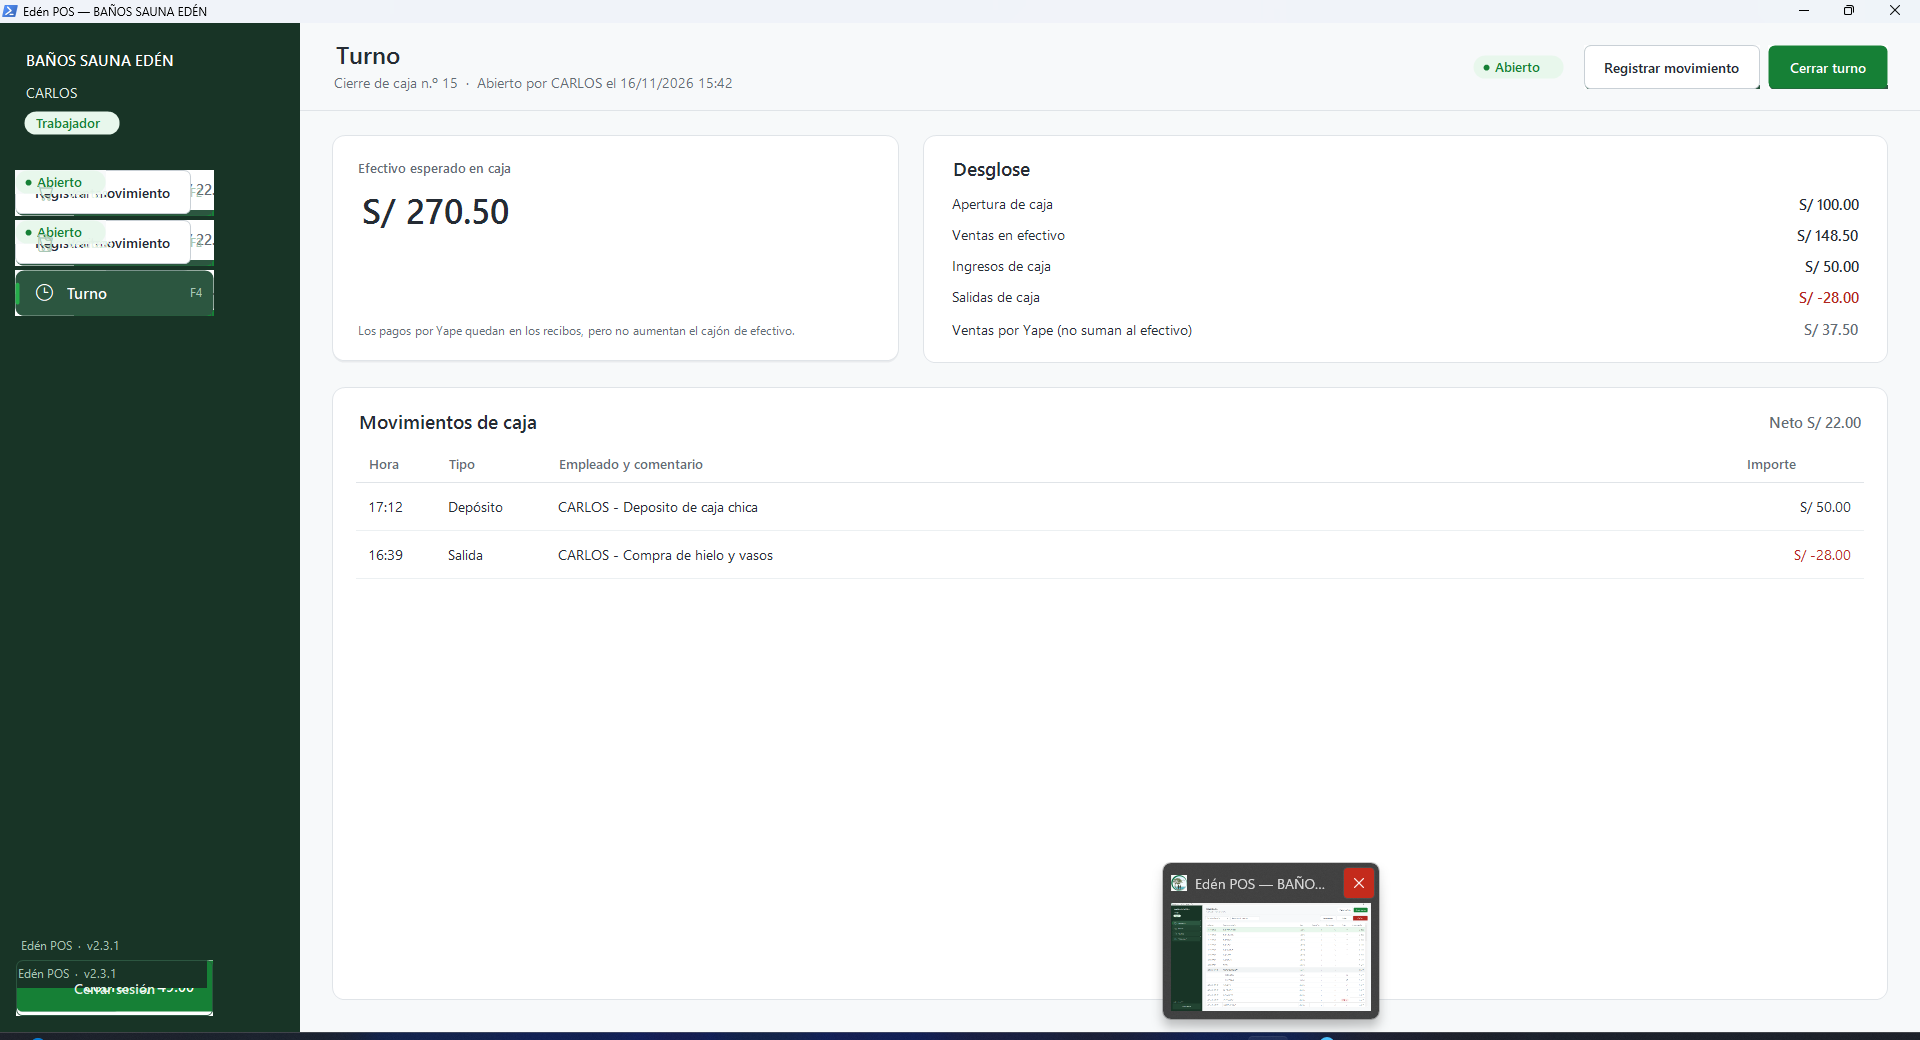 Edén POS — BAÑOS SAUNA EDÉN
BAÑOS SAUNA EDÉN
CARLOS
Trabajador
Abierto
movimiento
22.
Abierto
movimiento
22.
Turno F4
Edén POS · v2.3.1
Edén POS · v2.3.1
Cerrar sesión
Turno
Cierre de caja n.º 15 · Abierto por CARLOS el 16/11/2026 15:42
Abierto
Registrar movimiento
Cerrar turno
Efectivo esperado en caja
S/ 270.50
Los pagos por Yape quedan en los recibos, pero no aumentan el cajón de efectivo.
Desglose
Apertura de caja S/ 100.00
Ventas en efectivo S/ 148.50
Ingresos de caja S/ 50.00
Salidas de caja S/ -28.00
Ventas por Yape (no suman al efectivo) S/ 37.50
Movimientos de caja Neto S/ 22.00
Hora Tipo Empleado y comentario Importe
17:12 Depósito CARLOS - Deposito de caja chica S/ 50.00
16:39 Salida CARLOS - Compra de hielo y vasos S/ -28.00
Edén POS — BAÑO...